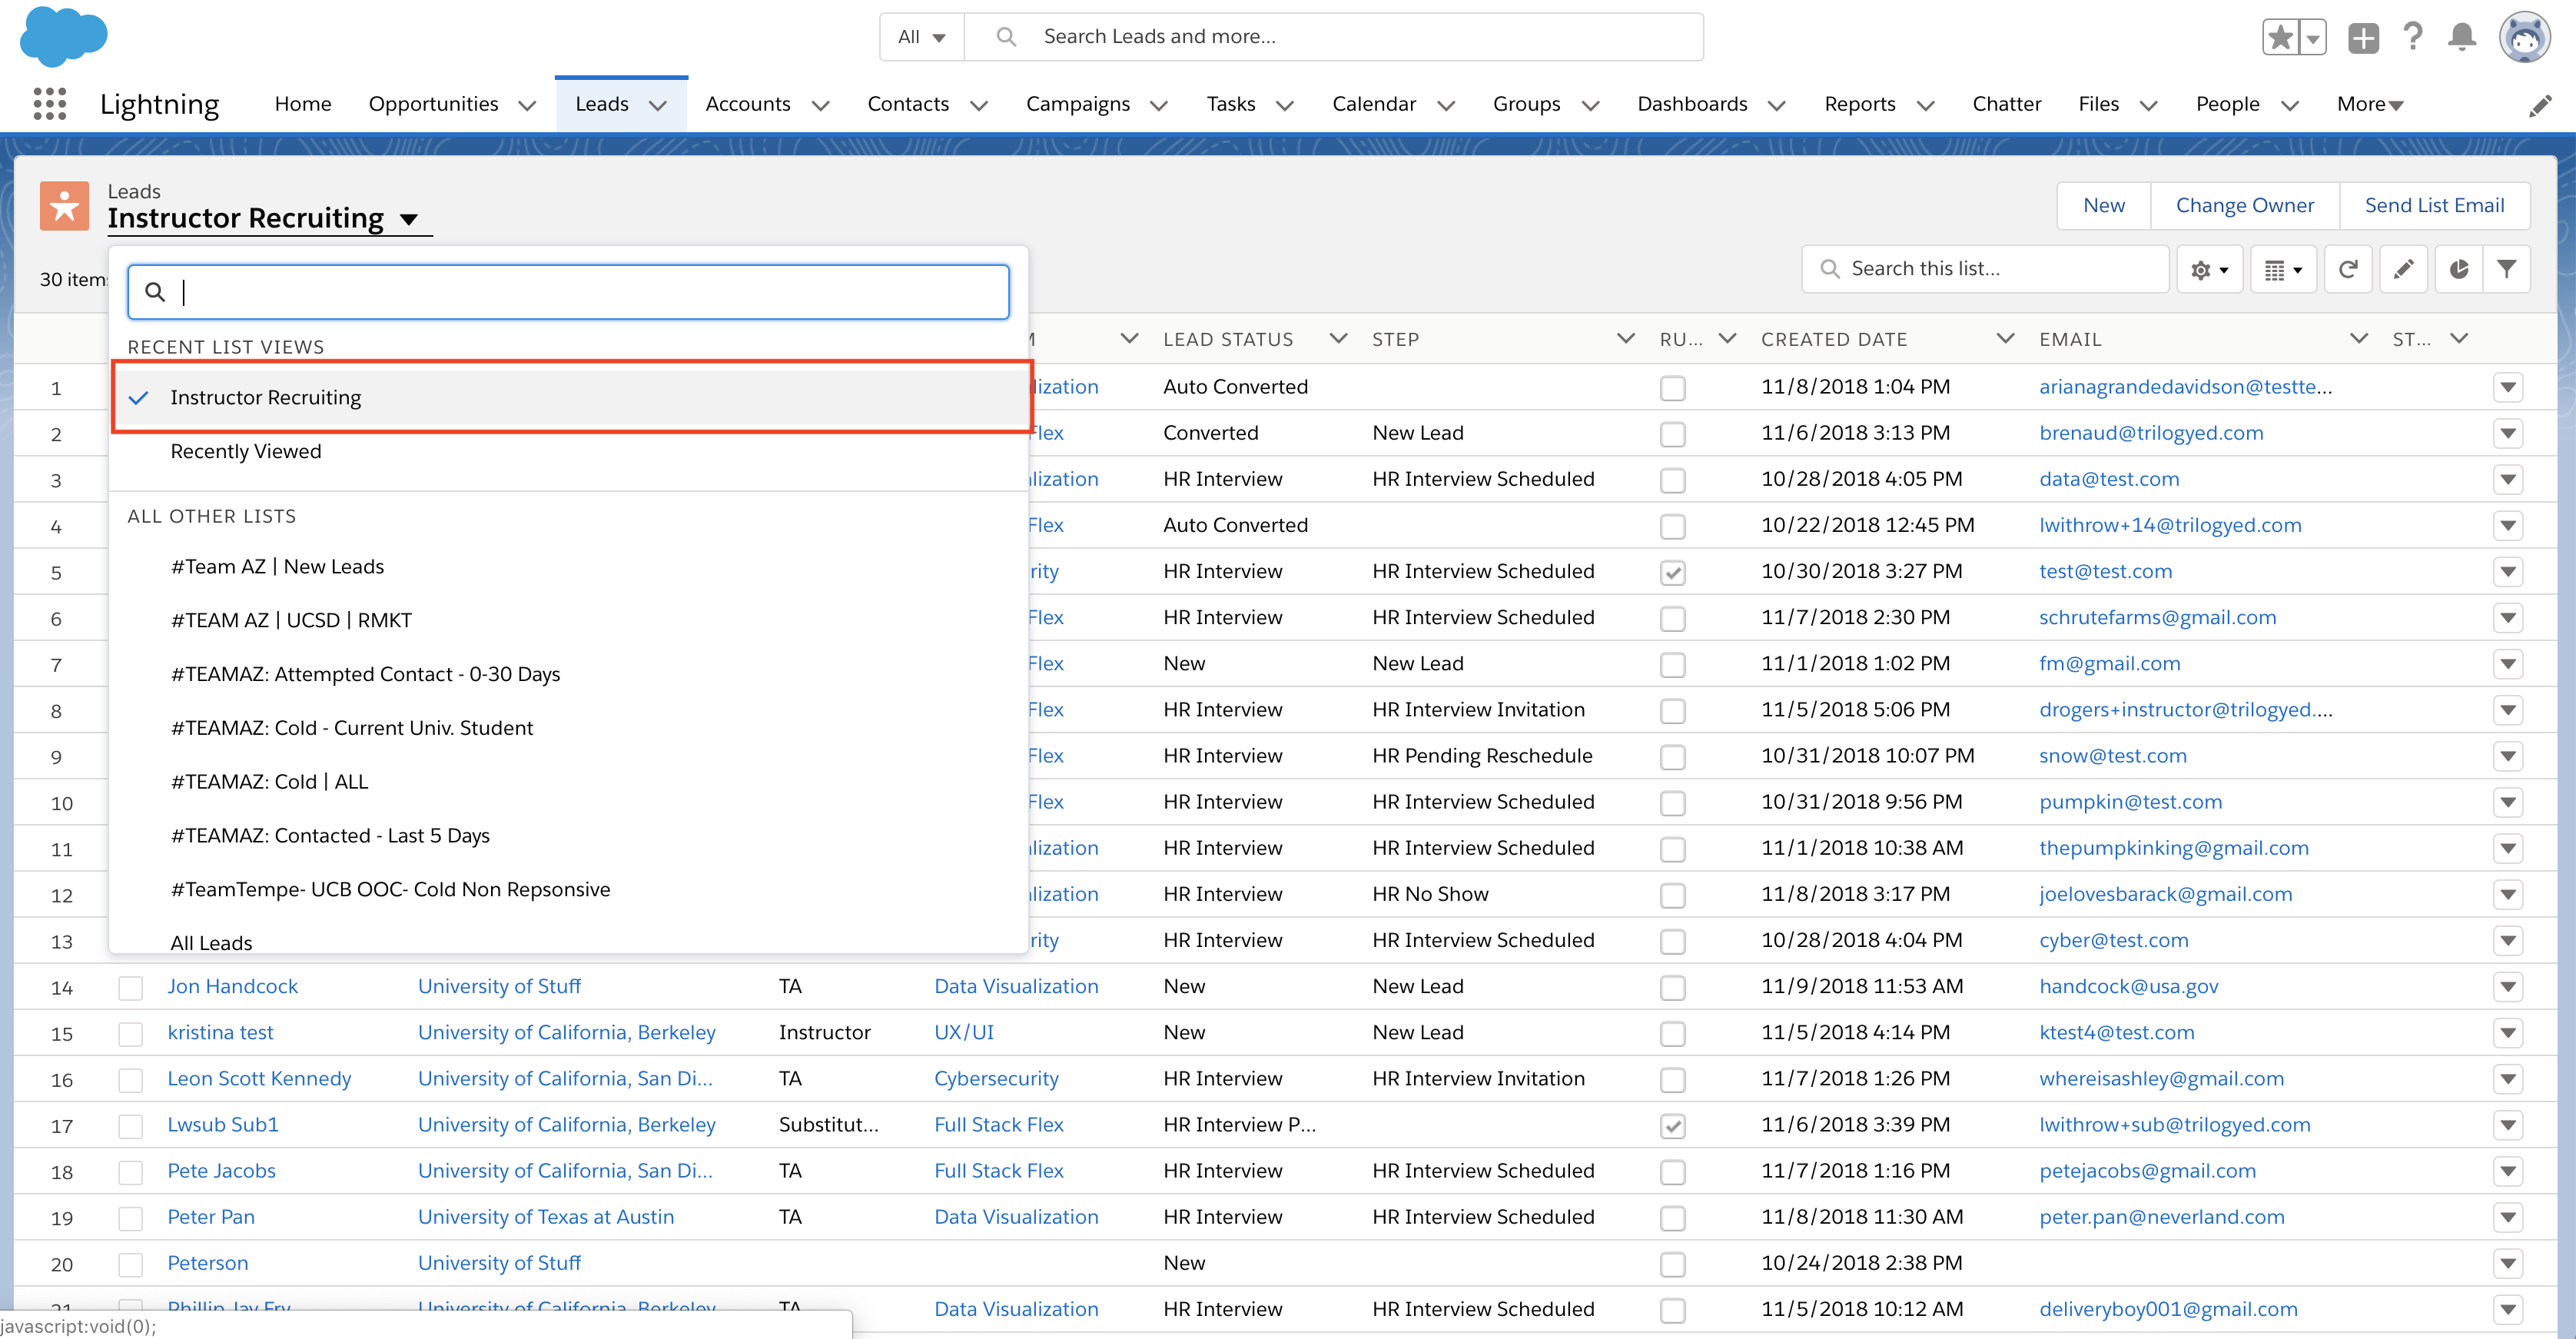 All Search Leads and more...
Lightning Home Opportunities Leads Accounts Contacts Campaigns Tasks Calendar Groups Dashboards Reports Chatter Files People More
Leads
Instructor Recruiting
New Change Owner Send List Email
30 item
Search this list...
RECENT LIST VIEWS
Instructor Recruiting
Recently Viewed
ALL OTHER LISTS
#Team AZ | New Leads
#TEAM AZ | UCSD | RMKT
#TEAMAZ: Attempted Contact - 0-30 Days
#TEAMAZ: Cold - Current Univ. Student
#TEAMAZ: Cold | ALL
#TEAMAZ: Contacted - Last 5 Days
#TeamTempe- UCB OOC- Cold Non Repsonsive
All Leads
LEAD STATUS STEP RU... CREATED DATE EMAIL ST...
1 lization Auto Converted 11/8/2018 1:04 PM arianagrandedavidson@testte...
2 Flex Converted New Lead 11/6/2018 3:13 PM brenaud@trilogyed.com
3 lization HR Interview HR Interview Scheduled 10/28/2018 4:05 PM data@test.com
4 Flex Auto Converted 10/22/2018 12:45 PM lwithrow+14@trilogyed.com
5 rity HR Interview HR Interview Scheduled 10/30/2018 3:27 PM test@test.com
6 Flex HR Interview HR Interview Scheduled 11/7/2018 2:30 PM schrutefarms@gmail.com
7 Flex New New Lead 11/1/2018 1:02 PM fm@gmail.com
8 Flex HR Interview HR Interview Invitation 11/5/2018 5:06 PM drogers+instructor@trilogyed....
9 Flex HR Interview HR Pending Reschedule 10/31/2018 10:07 PM snow@test.com
10 Flex HR Interview HR Interview Scheduled 10/31/2018 9:56 PM pumpkin@test.com
11 lization HR Interview HR Interview Scheduled 11/1/2018 10:38 AM thepumpkinking@gmail.com
12 lization HR Interview HR No Show 11/8/2018 3:17 PM joelovesbarack@gmail.com
13 rity HR Interview HR Interview Scheduled 10/28/2018 4:04 PM cyber@test.com
14 Jon Handcock University of Stuff TA Data Visualization New New Lead 11/9/2018 11:53 AM handcock@usa.gov
15 kristina test University of California, Berkeley Instructor UX/UI New New Lead 11/5/2018 4:14 PM ktest4@test.com
16 Leon Scott Kennedy University of California, San Di... TA Cybersecurity HR Interview HR Interview Invitation 11/7/2018 1:26 PM whereisashley@gmail.com
17 Lwsub Sub1 University of California, Berkeley Substitut... Full Stack Flex HR Interview P... 11/6/2018 3:39 PM lwithrow+sub@trilogyed.com
18 Pete Jacobs University of California, San Di... TA Full Stack Flex HR Interview HR Interview Scheduled 11/7/2018 1:16 PM petejacobs@gmail.com
19 Peter Pan University of Texas at Austin TA Data Visualization HR Interview HR Interview Scheduled 11/8/2018 11:30 AM peter.pan@neverland.com
20 Peterson University of Stuff New 10/24/2018 2:38 PM
21 Phillip Jay Fry University of California, Berkeley TA Data Visualization HR Interview HR Interview Scheduled 11/5/2018 10:12 AM deliveryboy001@gmail.com
javascript:void(0);